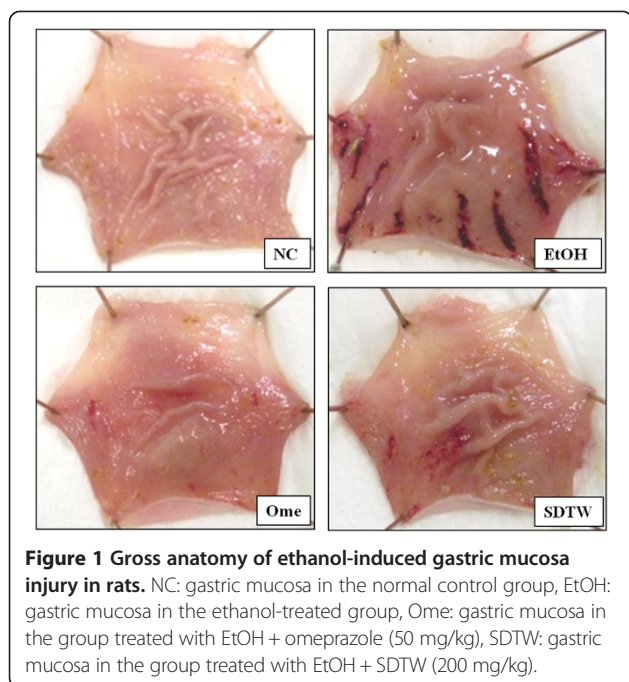 NC
EtOH
Ome
SDTW
Figure 1 Gross anatomy of ethanol-induced gastric mucosa
injury in rats. NC: gastric mucosa in the normal control group, EtOH:
gastric mucosa in the ethanol-treated group, Ome: gastric mucosa in
the group treated with EtOH + omeprazole (50 mg/kg), SDTW: gastric
mucosa in the group treated with EtOH + SDTW (200 mg/kg).